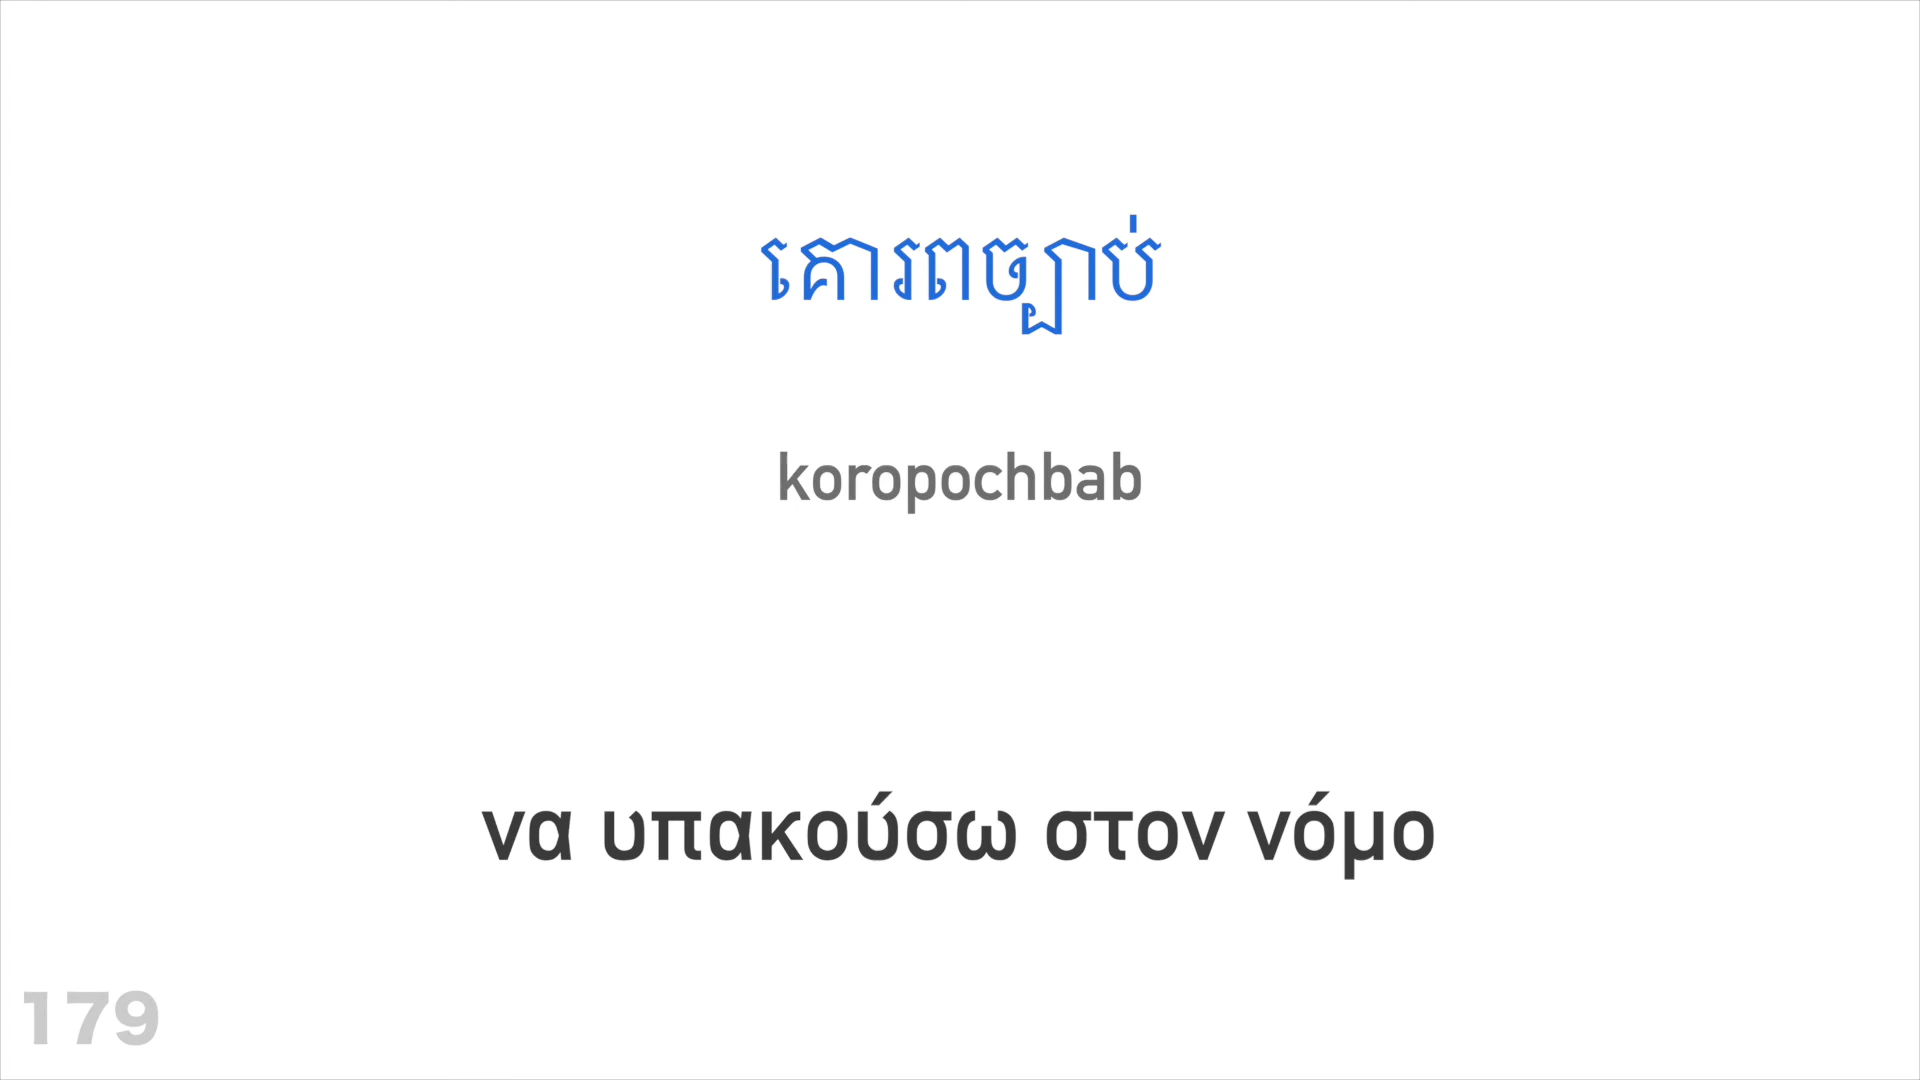 គោរពច្បាប់
koropochbab
να υπακούσω στον νόμο
179